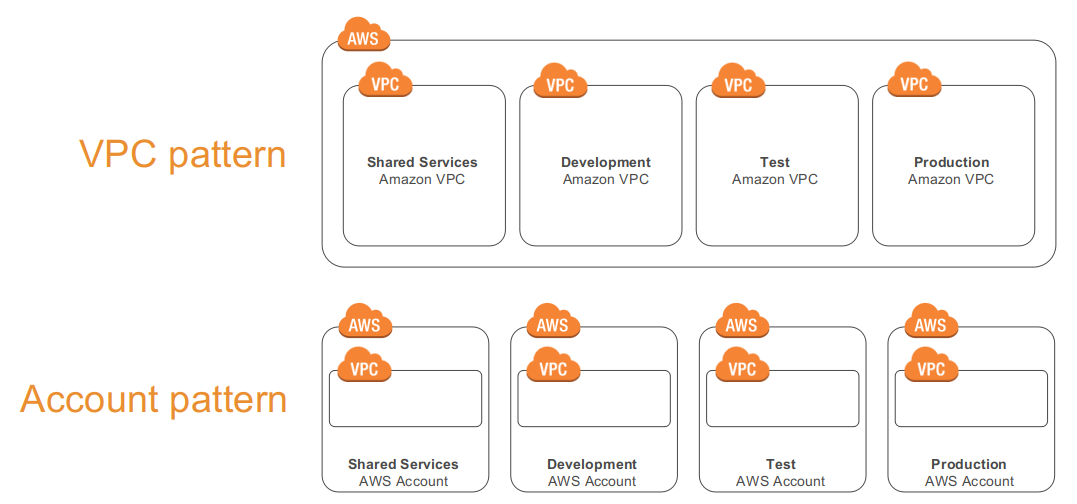 AWS
VPC VPC VPC VPC
VPC pattern
Shared Services Development Test Production
Amazon VPC Amazon VPC Amazon VPC Amazon VPC
AWS AWS AWS AWS
VPC VPC VPC VPC
Account pattern
Shared Services Development Test Production
AWS Account AWS Account AWS Account AWS Account